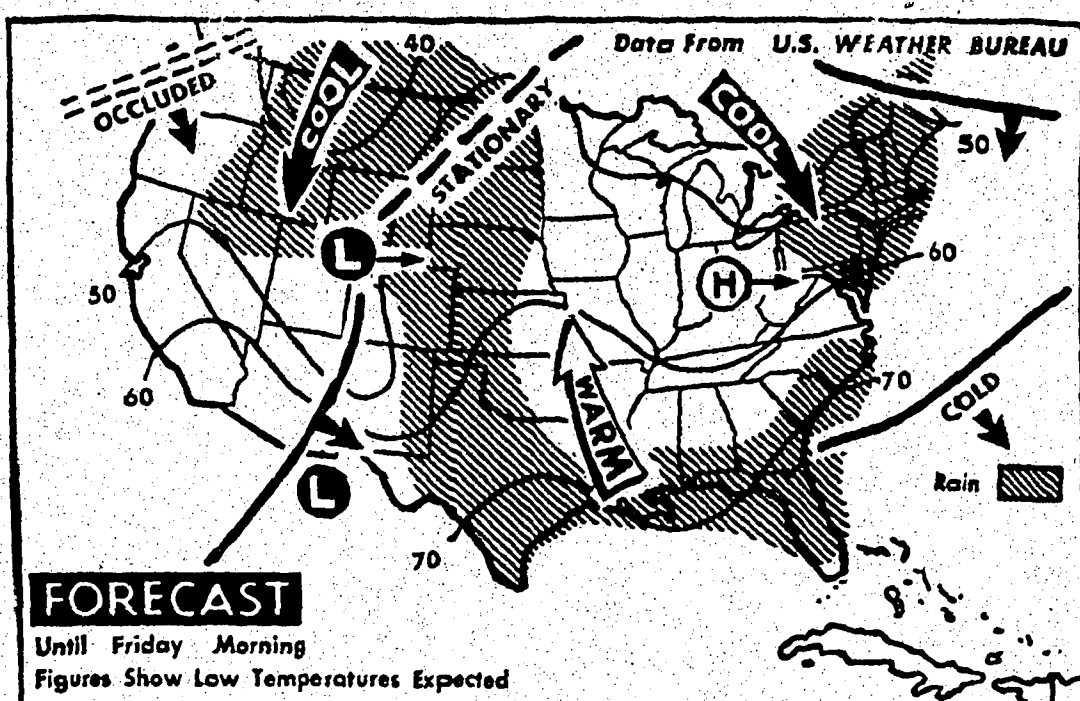 40
Data From U.S. WEATHER BUREAU
OCCLUDED
COOL
STATIONARY
COOL
50
L
60
H
50
60
70
WARM
COLD
L
Rain
70
FORECAST
Until Friday Morning
Figures Show Low Temperatures Expected